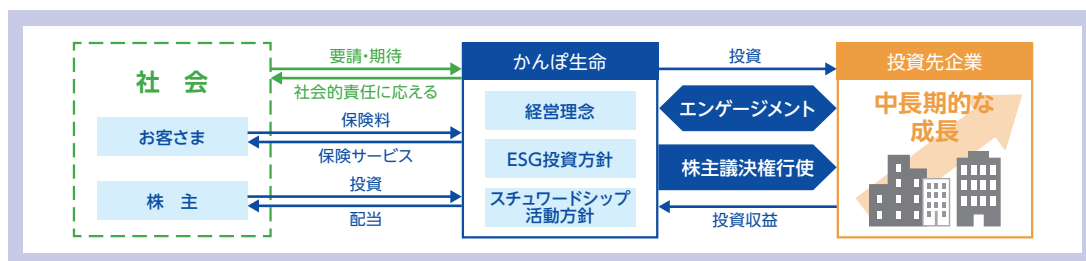 社 会
お客さま
株 主
要請・期待
社会的責任に応える
保険料
保険サービス
投資
配当
かんぽ生命
経営理念
ESG投資方針
スチュワードシップ
活動方針
投資
エンゲージメント
株主議決権行使
投資収益
投資先企業
中長期的な
成長